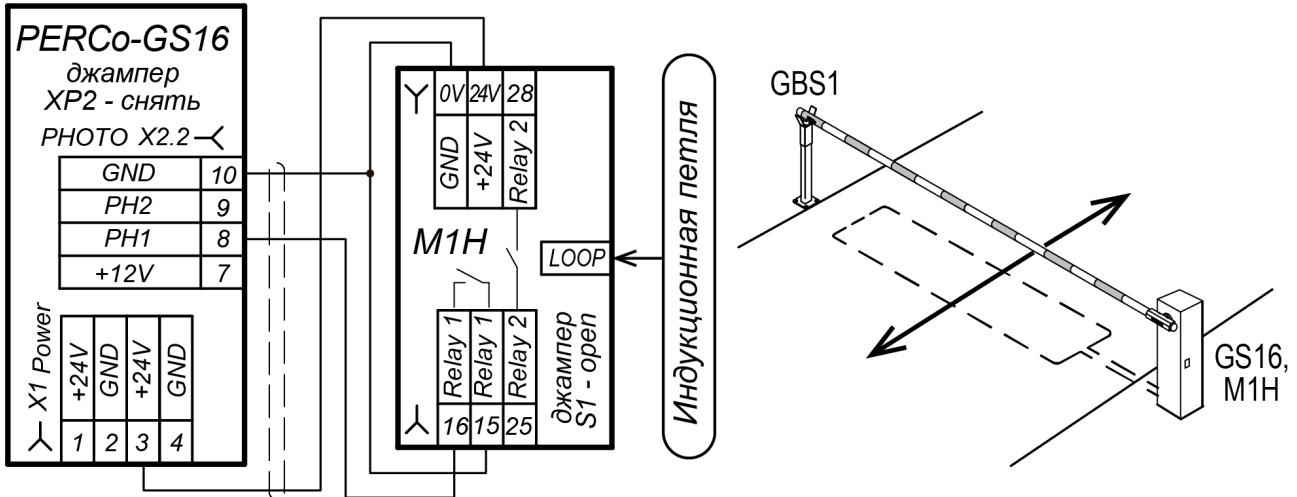 PERCo-GS16
джампер
XP2 - снять
PHOTO X2.2
GND 10
PH2 9
PH1 8
+12V 7
X1 Power
+24V GND +24V GND
1 2 3 4
0V 24V 28
GND +24V Relay 2
M1H
LOOP
Relay 1 Relay 1 Relay 2
16 15 25
джампер
S1 - open
Индукционная петля
GBS1
GS16,
M1H